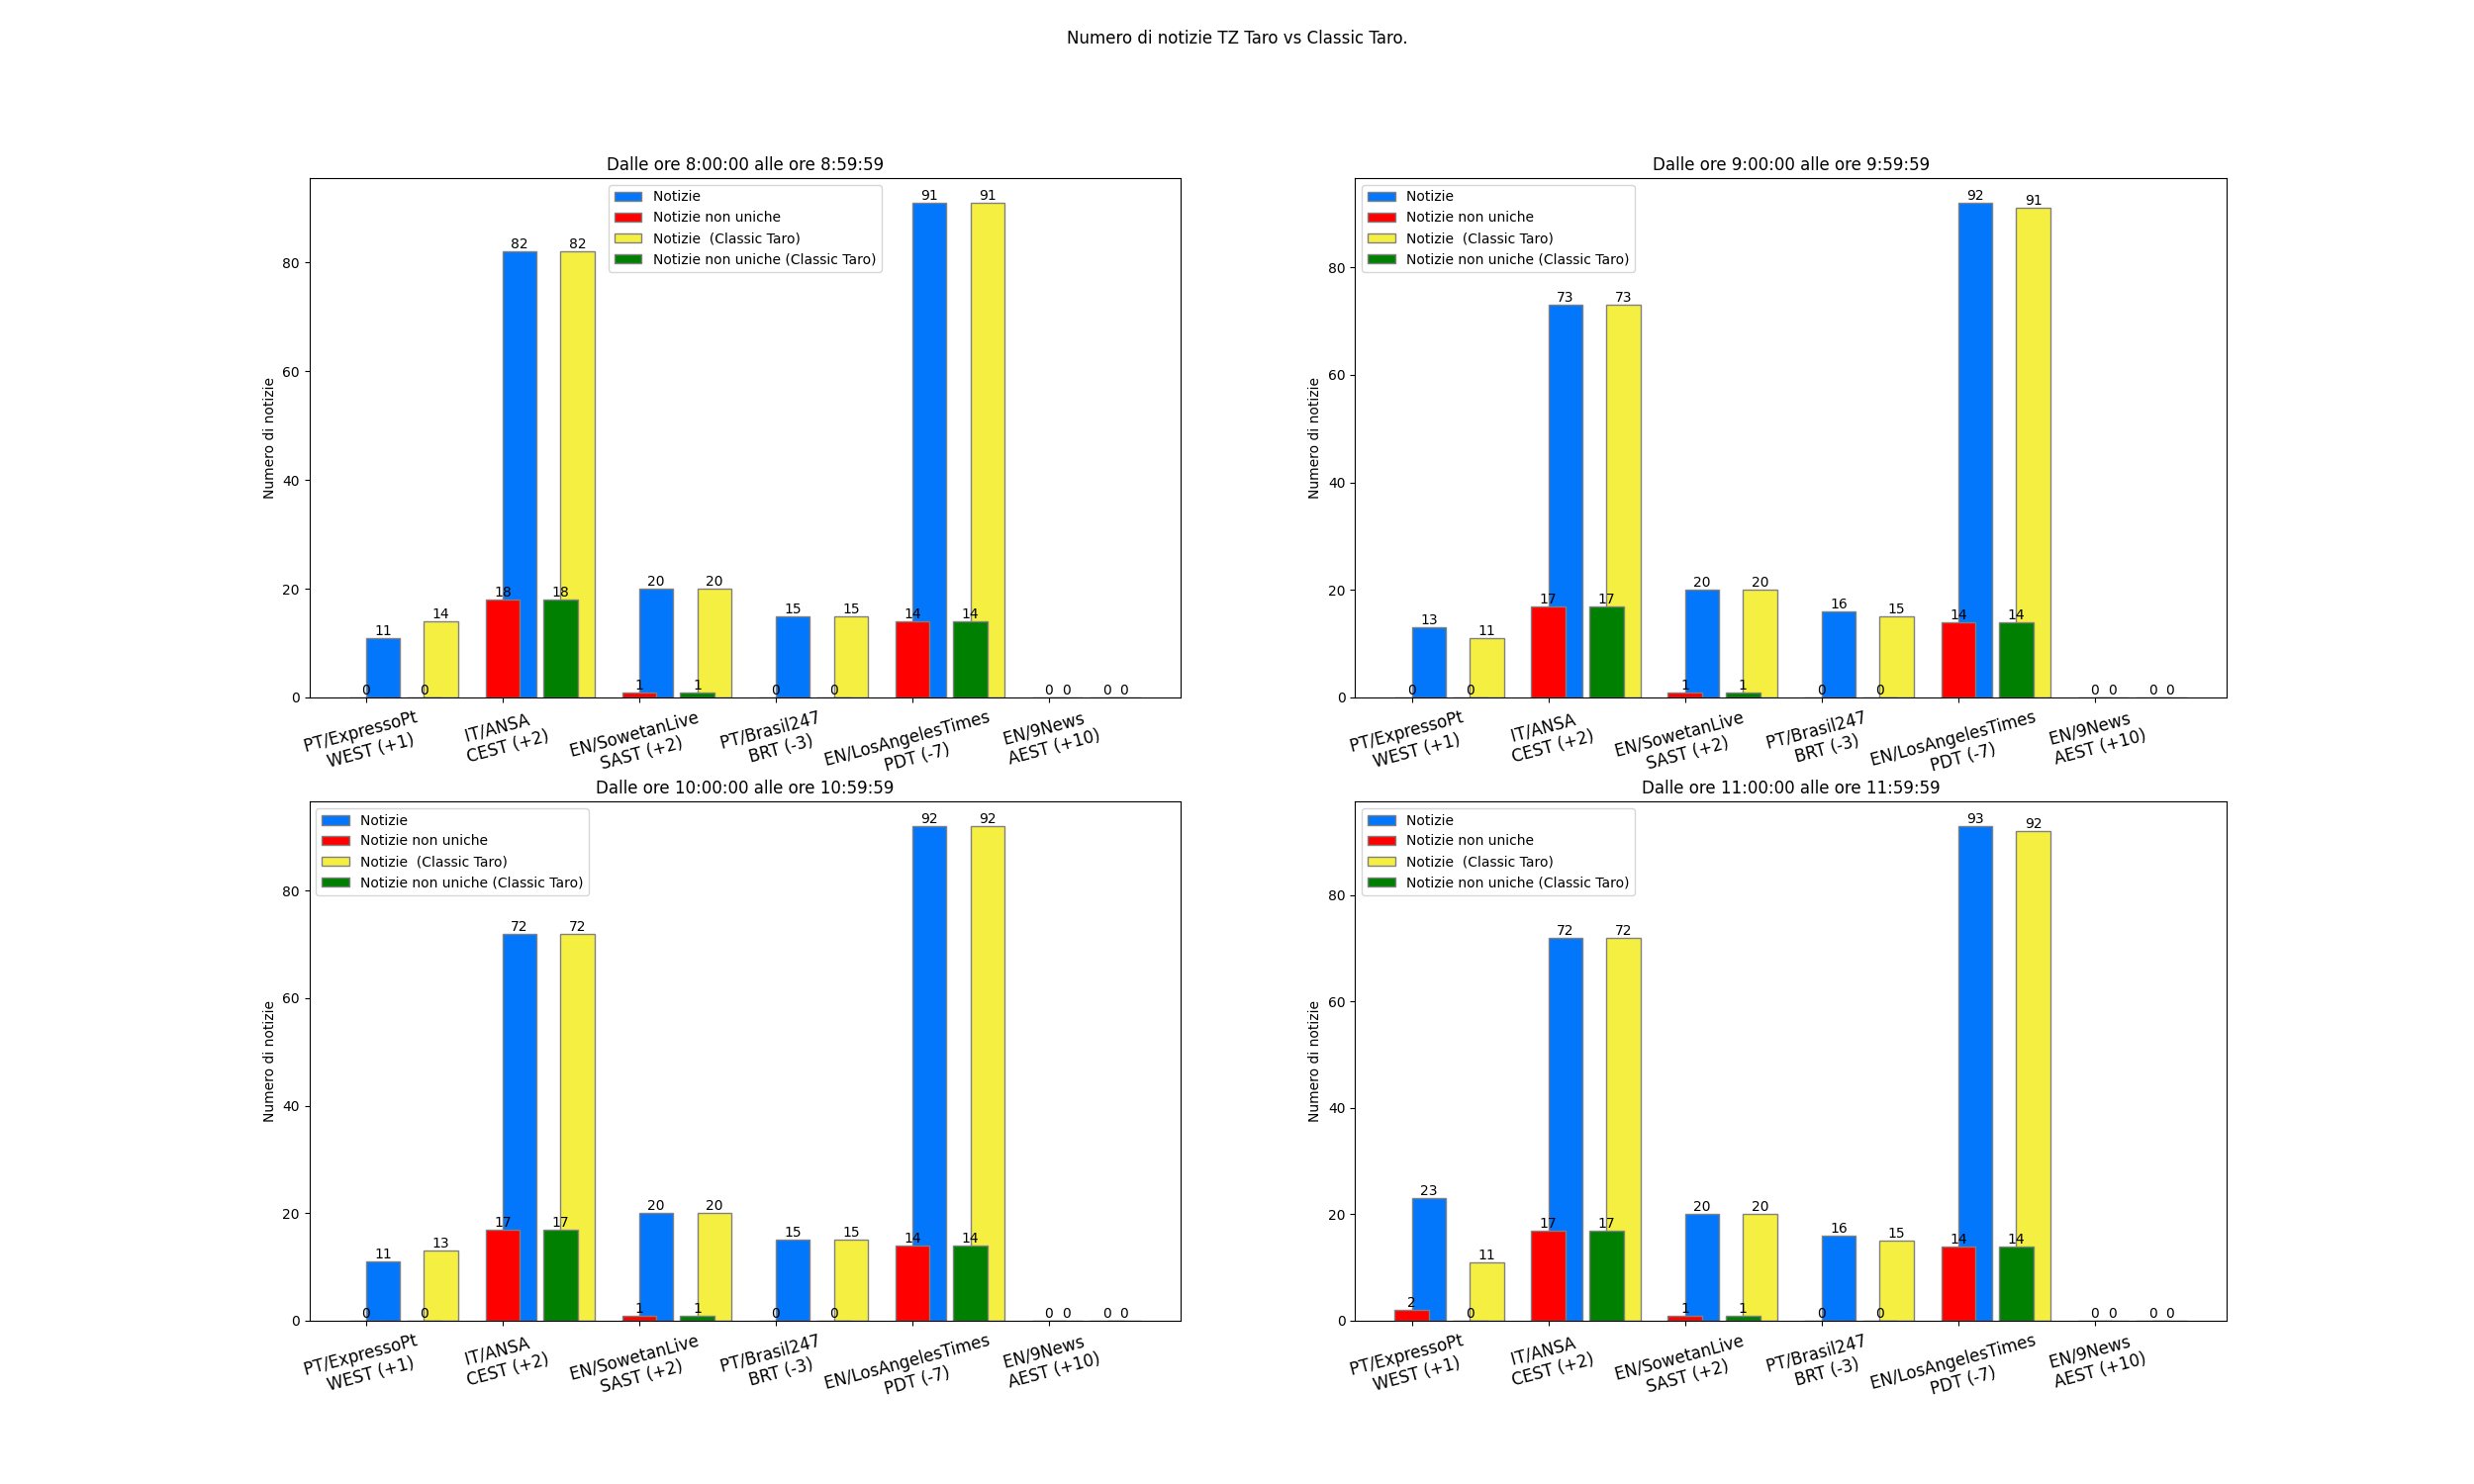 Numero di notizie TZ Taro vs Classic Taro.
Dalle ore 8:00:00 alle ore 8:59:59
Notizie
Notizie non uniche
Notizie (Classic Taro)
Notizie non uniche (Classic Taro)
Numero di notizie
80
60
40
20
0
11
0
14
0
82
18
82
18
20
1
20
1
15
0
15
0
91
14
91
14
0
0
0
0
PT/ExpressoPt
WEST (+1)
IT/ANSA
CEST (+2)
EN/SowetanLive
SAST (+2)
PT/Brasil247
BRT (-3)
EN/LosAngelesTimes
PDT (-7)
EN/9News
AEST (+10)
Dalle ore 9:00:00 alle ore 9:59:59
Notizie
Notizie non uniche
Notizie (Classic Taro)
Notizie non uniche (Classic Taro)
Numero di notizie
80
60
40
20
0
13
0
11
0
73
17
73
17
20
1
20
1
16
0
15
0
92
14
91
14
0
0
0
0
PT/ExpressoPt
WEST (+1)
IT/ANSA
CEST (+2)
EN/SowetanLive
SAST (+2)
PT/Brasil247
BRT (-3)
EN/LosAngelesTimes
PDT (-7)
EN/9News
AEST (+10)
Dalle ore 10:00:00 alle ore 10:59:59
Notizie
Notizie non uniche
Notizie (Classic Taro)
Notizie non uniche (Classic Taro)
Numero di notizie
80
60
40
20
0
11
0
13
0
72
17
72
17
20
1
20
1
15
0
15
0
92
14
92
14
0
0
0
0
PT/ExpressoPt
WEST (+1)
IT/ANSA
CEST (+2)
EN/SowetanLive
SAST (+2)
PT/Brasil247
BRT (-3)
EN/LosAngelesTimes
PDT (-7)
EN/9News
AEST (+10)
Dalle ore 11:00:00 alle ore 11:59:59
Notizie
Notizie non uniche
Notizie (Classic Taro)
Notizie non uniche (Classic Taro)
Numero di notizie
80
60
40
20
0
23
2
11
0
72
17
72
17
20
1
20
1
16
0
15
0
93
14
92
14
0
0
0
0
PT/ExpressoPt
WEST (+1)
IT/ANSA
CEST (+2)
EN/SowetanLive
SAST (+2)
PT/Brasil247
BRT (-3)
EN/LosAngelesTimes
PDT (-7)
EN/9News
AEST (+10)